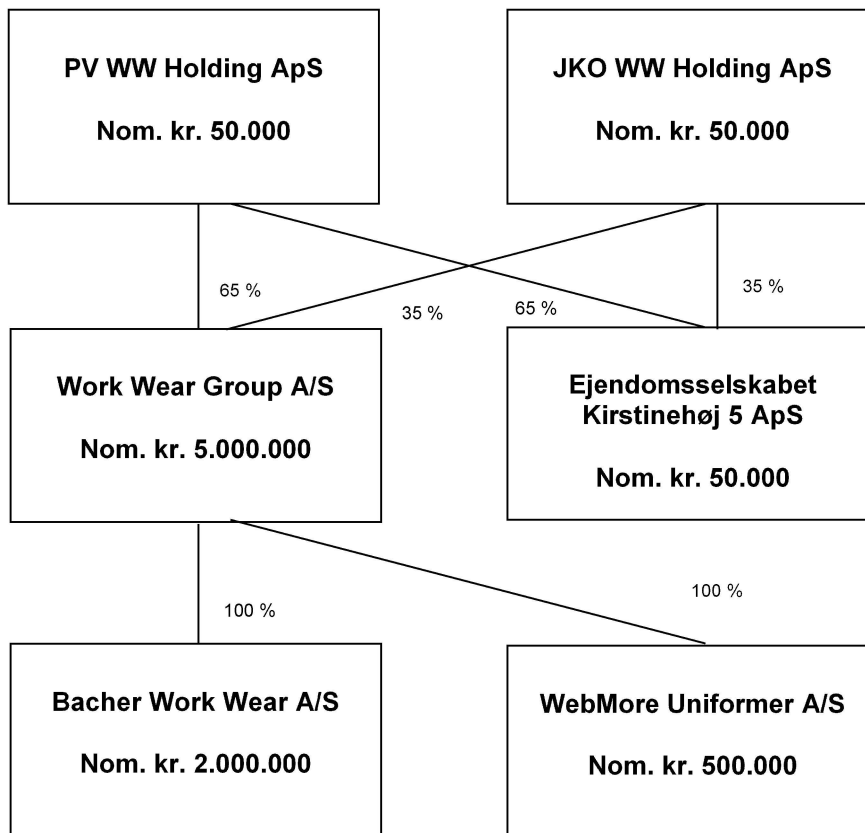 PV WW Holding ApS
Nom. kr. 50.000
JKO WW Holding ApS
Nom. kr. 50.000
65 %
35 %
65 %
35 %
Work Wear Group A/S
Nom. kr. 5.000.000
Ejendomsselskabet
Kirstinehøj 5 ApS
Nom. kr. 50.000
100 %
100 %
Bacher Work Wear A/S
Nom. kr. 2.000.000
WebMore Uniformer A/S
Nom. kr. 500.000